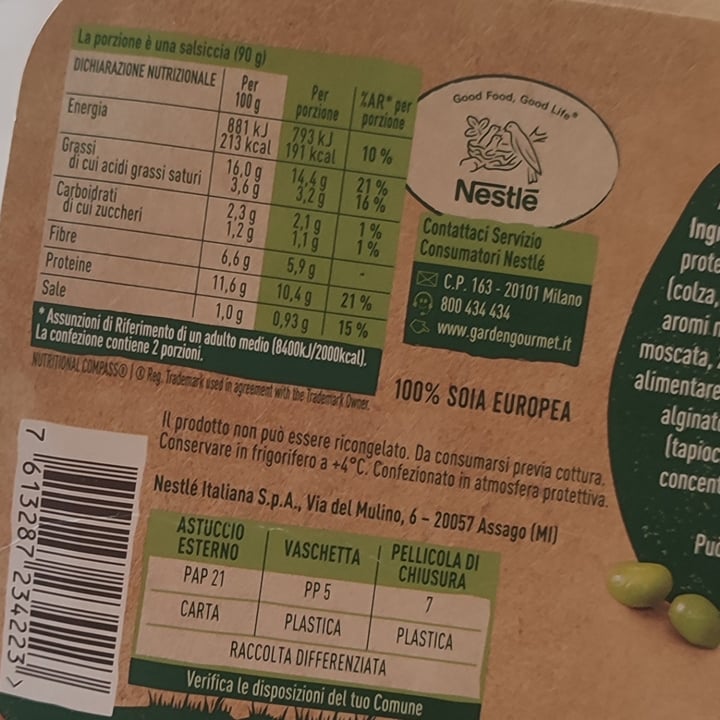 La porzione è una salsiccia (90 g)
DICHIARAZIONE NUTRIZIONALE Per 100 g Per porzione %AR* per porzione
Energia 881 kJ 793 kJ
213 kcal 191 kcal 10 %
Grassi 16,0 g 14,4 g 21 %
di cui acidi grassi saturi 3,6 g 3,2 g 16 %
Carboidrati 2,3 g 2,1 g 1 %
di cui zuccheri 1,2 g 1,1 g 1 %
Fibre 6,6 g 5,9 g -
Proteine 11,6 g 10,4 g 21 %
Sale 1,0 g 0,93 g 15 %
*Assunzioni di Riferimento di un adulto medio (8400kJ/2000kcal).
La confezione contiene 2 porzioni.
NUTRITIONAL COMPASS® | ® Reg. Trademark used in agreement with the Trademark Owner.
Good Food, Good Life®
Nestlé
Contattaci Servizio
Consumatori Nestlé
C.P. 163 - 20101 Milano
800 434 434
www.gardengourmet.it
100% SOIA EUROPEA
Il prodotto non può essere ricongelato. Da consumarsi previa cottura.
Conservare in frigorifero a +4°C. Confezionato in atmosfera protettiva.
Nestlé Italiana S.p.A., Via del Mulino, 6 - 20057 Assago (MI)
ASTUCCIO ESTERNO VASCHETTA PELLICOLA DI CHIUSURA
PAP 21 PP 5 7
CARTA PLASTICA PLASTICA
RACCOLTA DIFFERENZIATA
Verifica le disposizioni del tuo Comune
7 613287 234223 >
Ingr
prote
(colza
aromi n
moscata,
alimentare
alginat
(tapioc
concent
Puo